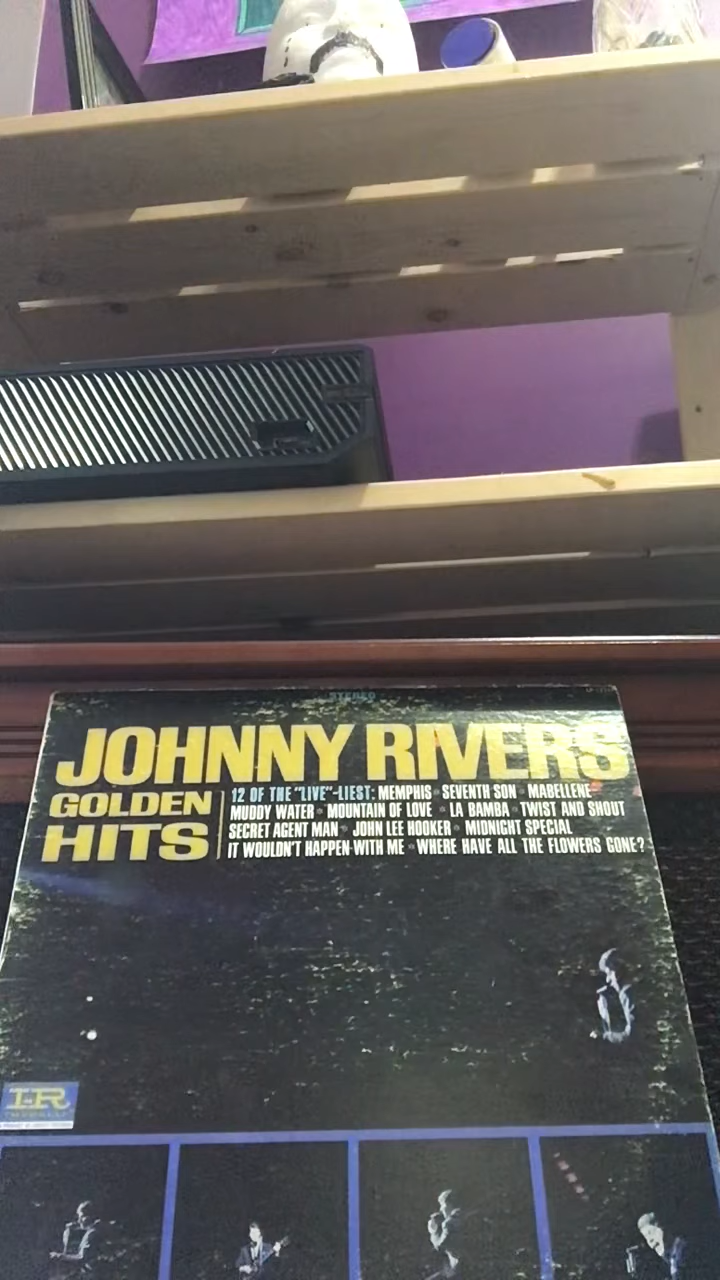 STEREO
JOHNNY RIVERS
GOLDEN
HITS
12 OF THE "LIVE"-LIEST: MEMPHIS • SEVENTH SON • MABELLENE
MUDDY WATER • MOUNTAIN OF LOVE • LA BAMBA • TWIST AND SHOUT
SECRET AGENT MAN • JOHN LEE HOOKER • MIDNIGHT SPECIAL
IT WOULDN'T HAPPEN WITH ME • WHERE HAVE ALL THE FLOWERS GONE?
I-R